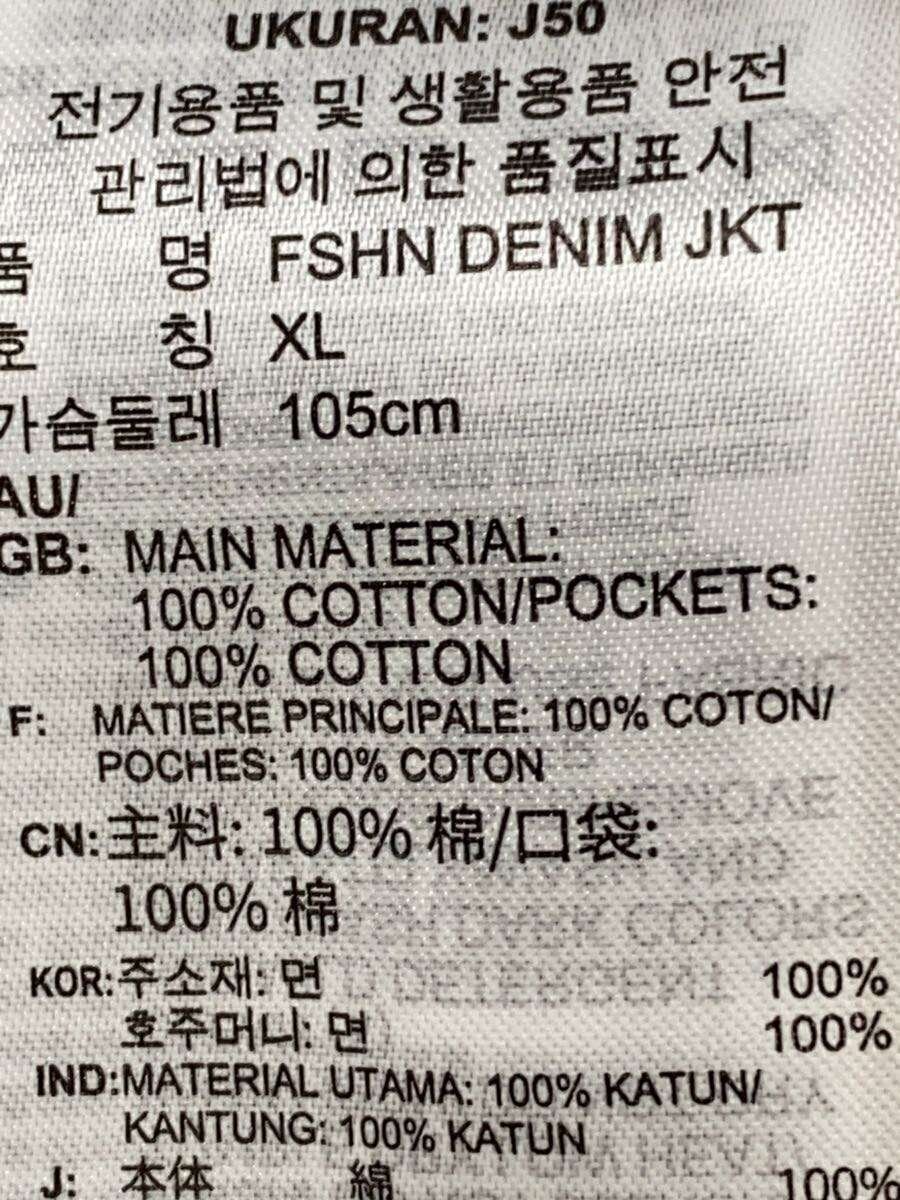 UKURAN: J50
전기용품 및 생활용품 안전
관리법에 의한 품질표시
품 명 FSHN DENIM JKT
호 칭 XL
가슴둘레 105cm
AU/
GB: MAIN MATERIAL:
100% COTTON/POCKETS:
100% COTTON
F: MATIERE PRINCIPALE: 100% COTON/
POCHES: 100% COTON
CN: 主料: 100% 棉/口袋:
100% 棉
KOR: 주소재: 면 100%
호주머니: 면 100%
IND: MATERIAL UTAMA: 100% KATUN/
KANTUNG: 100% KATUN
J: 本体 綿 100%